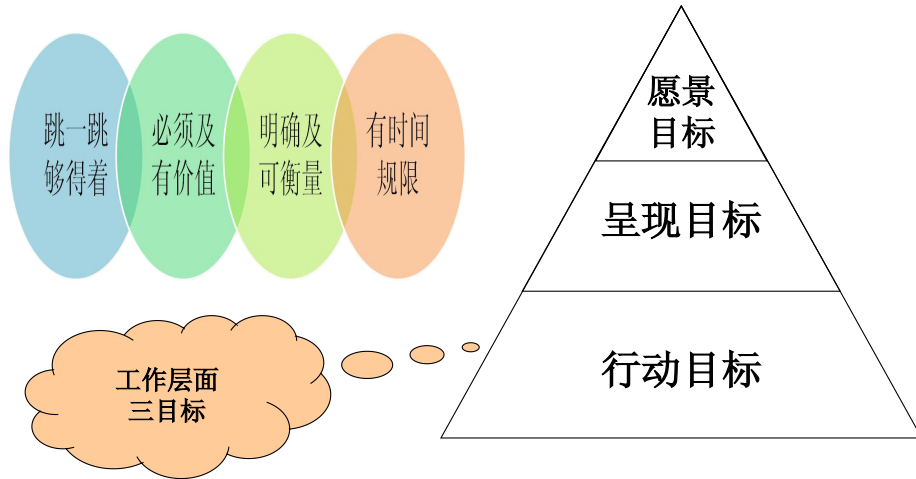 跳一跳
够得着
必须及
有价值
明确及
可衡量
有时间
规限
愿景
目标
呈现目标
行动目标
工作层面
三目标